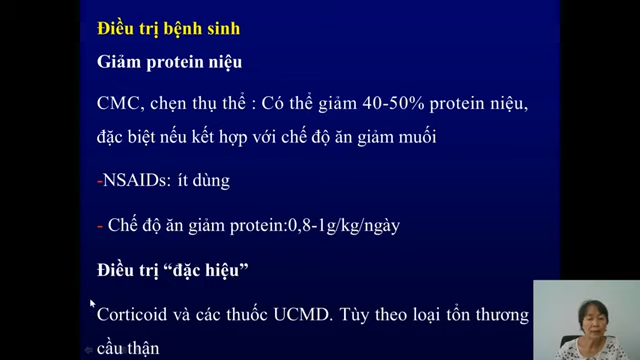 Điều trị bệnh sinh
Giảm protein niệu
CMC, chẹn thụ thể : Có thể giảm 40-50% protein niệu,
đặc biệt nếu kết hợp với chế độ ăn giảm muối
-NSAIDs: ít dùng
- Chế độ ăn giảm protein:0,8-1g/kg/ngày
Điều trị “đặc hiệu”
Corticoid và các thuốc UCMD. Tùy theo loại tổn thương
cầu thận